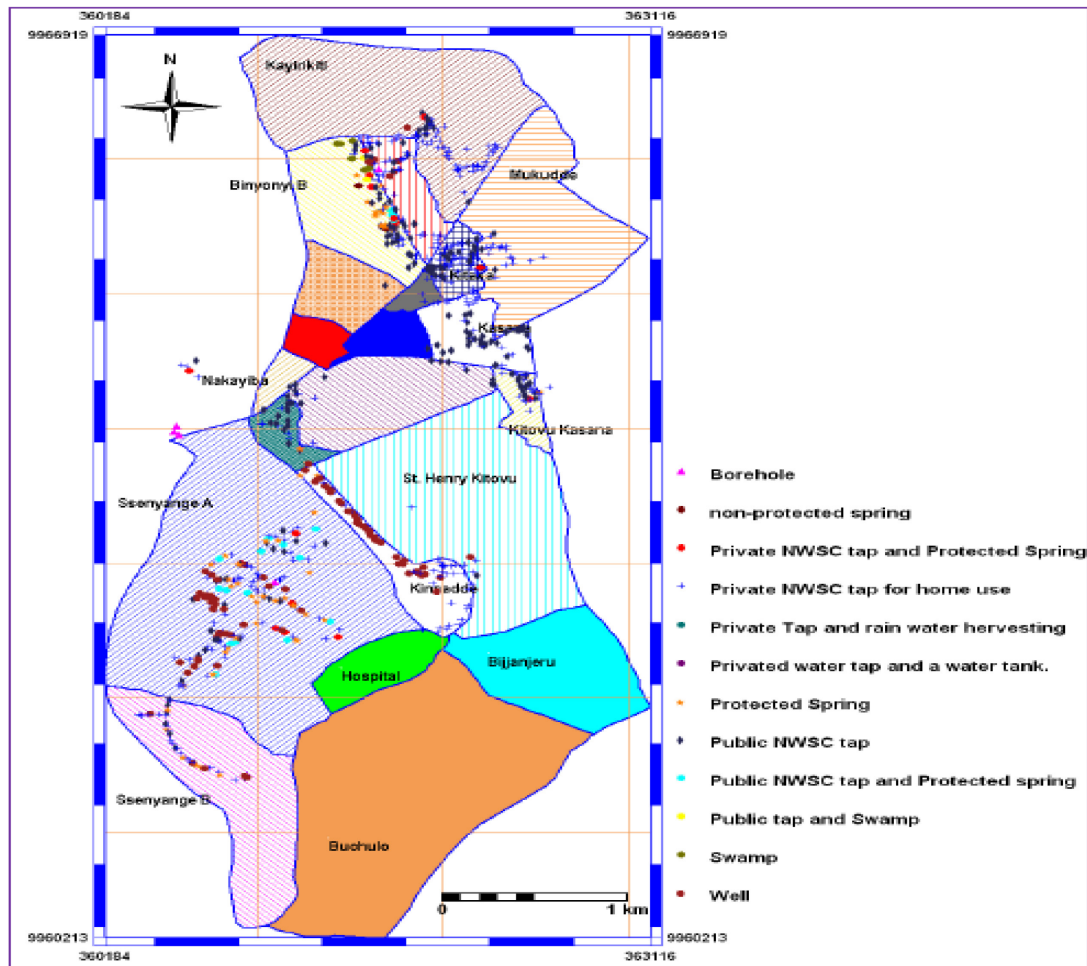 360184
363116
9966919
9966919
N
Kayirikiti
Mukudde
Binyonyi B
Kasana
Nakayiba
Kitovu Kasana
St. Henry Kitovu
Ssenyange A
Kimadde
Hospital
Bijjanjeru
Ssenyange B
Buchulo
0
1 km
9960213
9960213
360184
363116
Borehole
non-protected spring
Private NWSC tap and Protected Spring
Private NWSC tap for home use
Private Tap and rain water hervesting
Privated water tap and a water tank.
Protected Spring
Public NWSC tap
Public NWSC tap and Protected spring
Public tap and Swamp
Swamp
Well